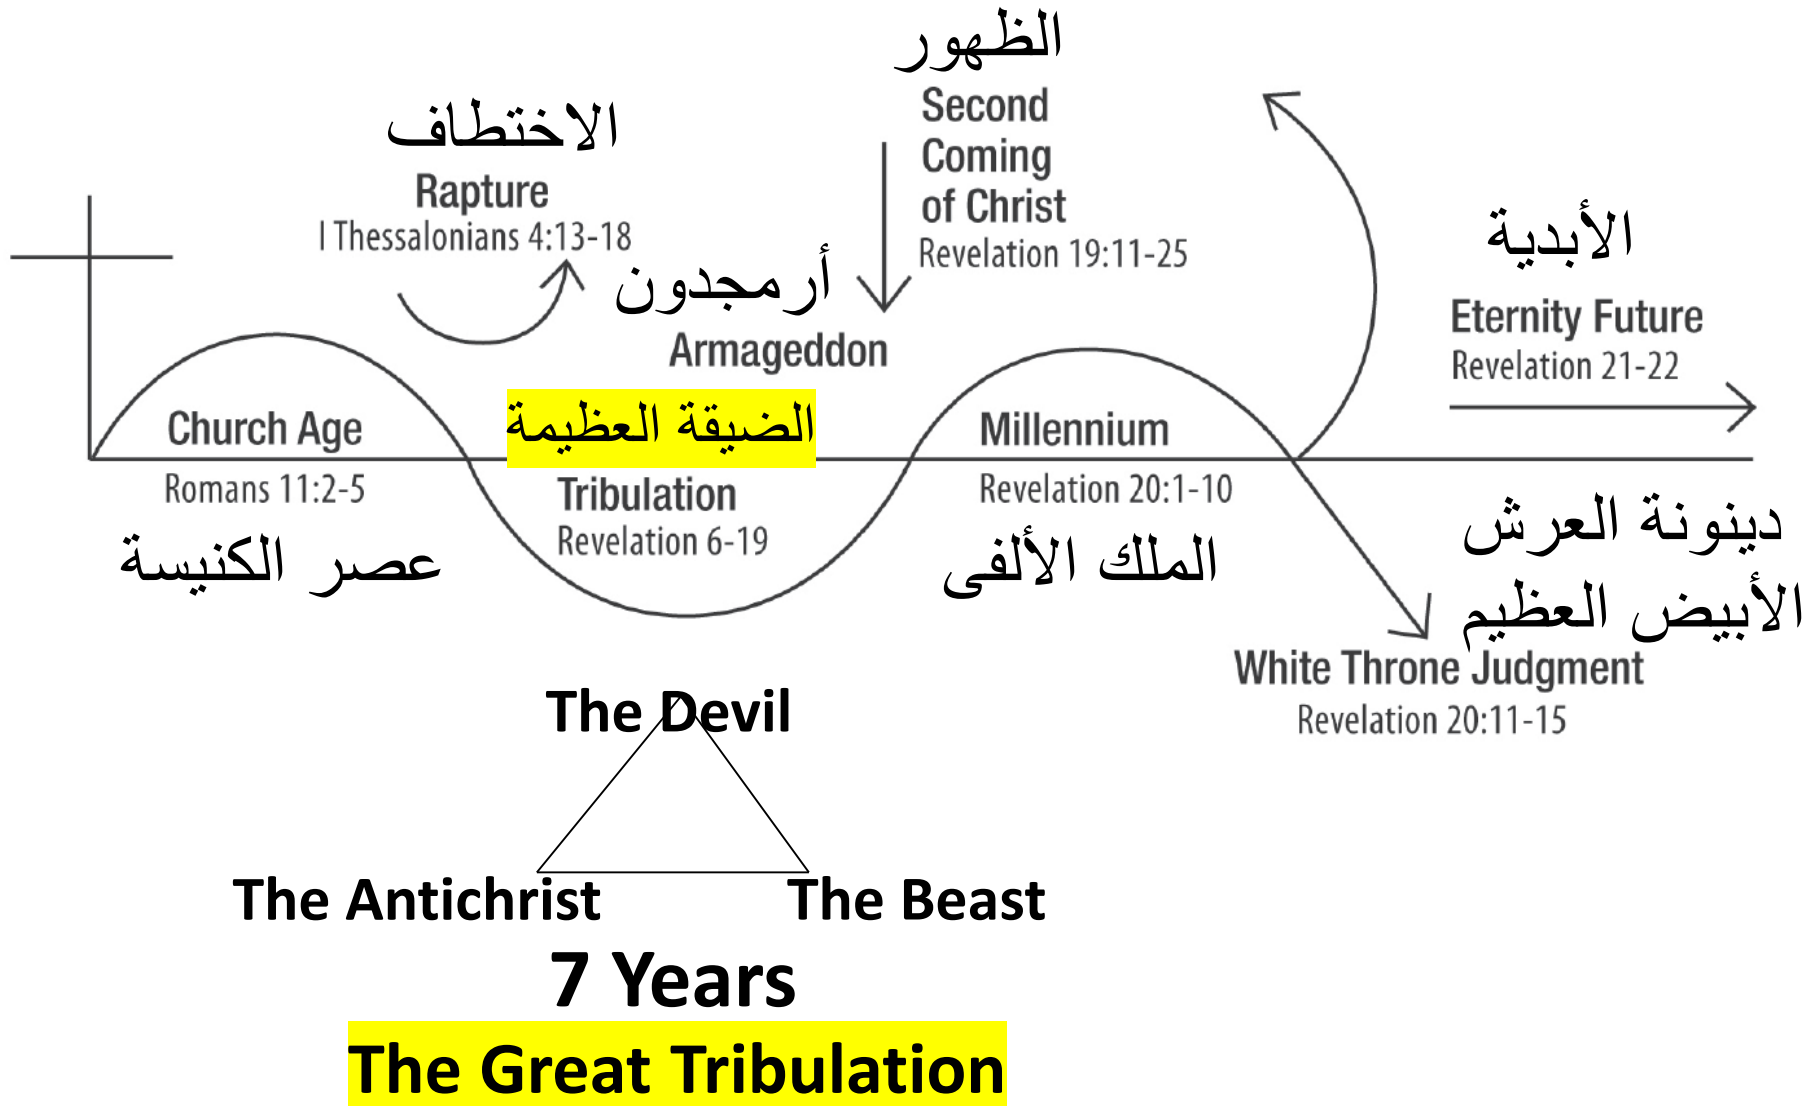 الظهور
Second
Coming
of Christ
Revelation 19:11-25
الاختطاف
Rapture
I Thessalonians 4:13-18
أرمجدون
Armageddon
الأبدية
Eternity Future
Revelation 21-22
Church Age
Romans 11:2-5
عصر الكنيسة
الضيقة العظيمة
Tribulation
Revelation 6-19
Millennium
Revelation 20:1-10
الملك الألفى
دينونة العرش
الأبيض العظيم
White Throne Judgment
Revelation 20:11-15
The Devil
The Antichrist
The Beast
7 Years
The Great Tribulation